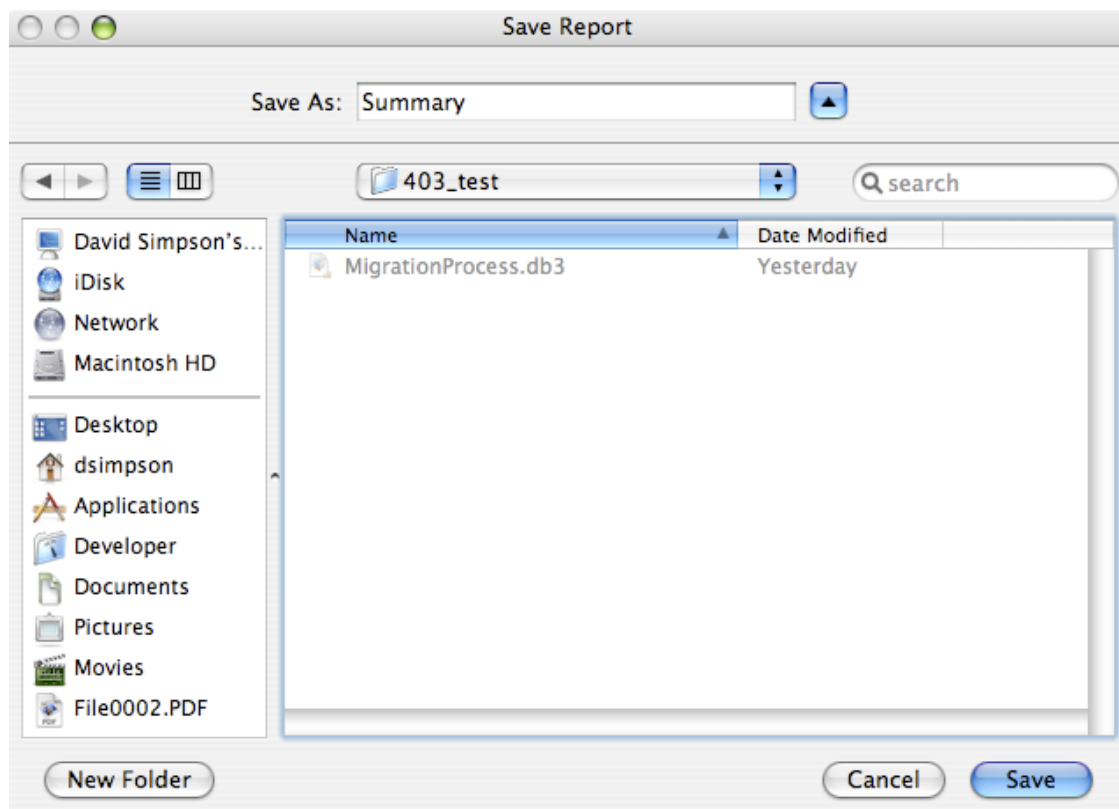 Save Report
Save As: Summary
403_test
search
David Simpson's...
iDisk
Network
Macintosh HD
Desktop
dsimpson
Applications
Developer
Documents
Pictures
Movies
File0002.PDF
Name Date Modified
MigrationProcess.db3 Yesterday
New Folder Cancel Save